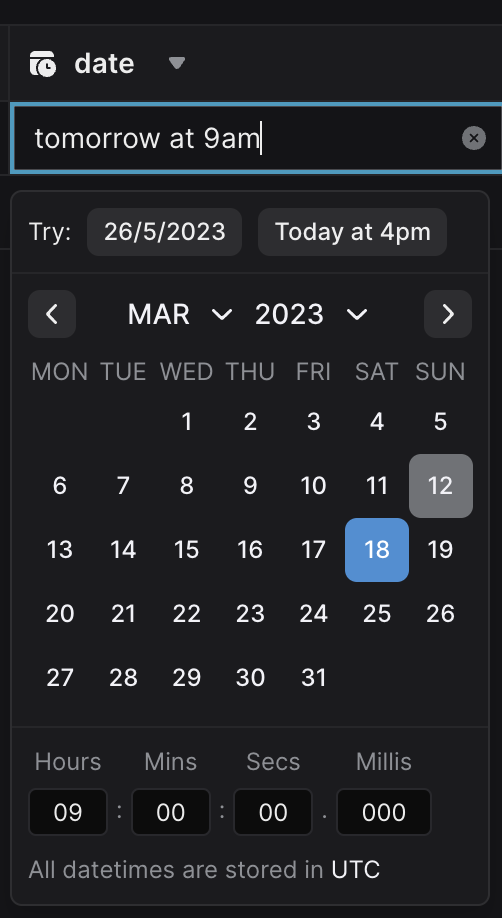 date
tomorrow at 9am
Try: 26/5/2023 Today at 4pm
MAR 2023
MON TUE WED THU FRI SAT SUN
1 2 3 4 5
6 7 8 9 10 11 12
13 14 15 16 17 18 19
20 21 22 23 24 25 26
27 28 29 30 31
Hours Mins Secs Millis
09 : 00 : 00 . 000
All datetimes are stored in UTC